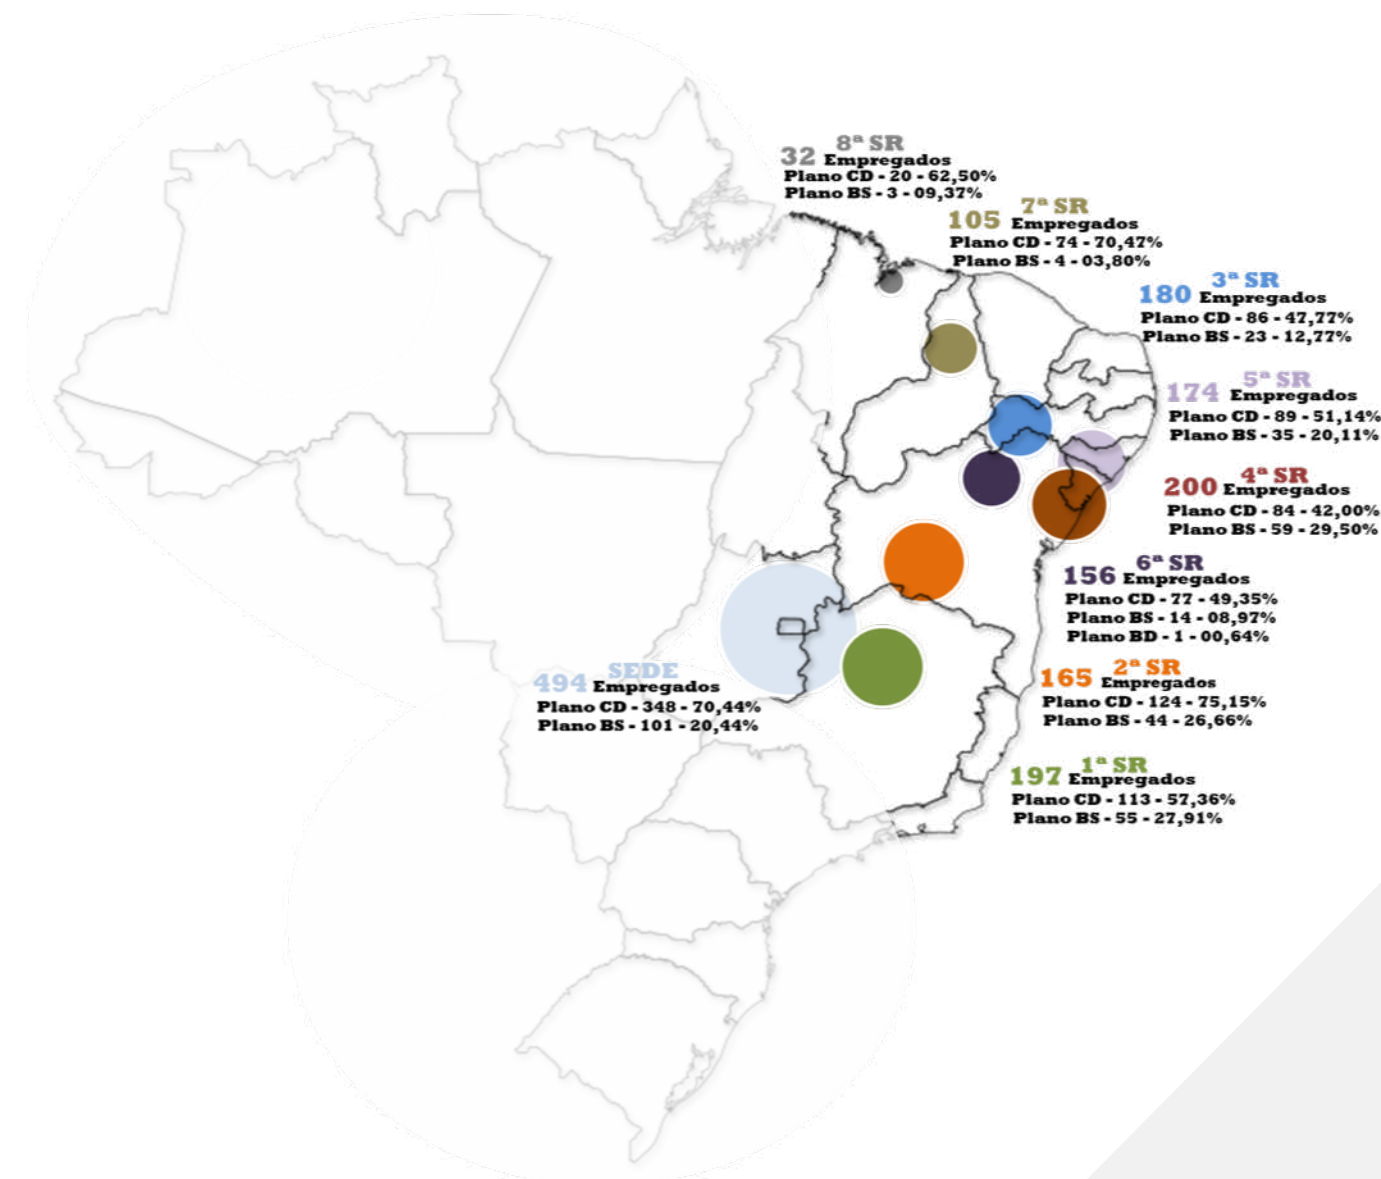 8ª SR
32 Empregados
Plano CD - 20 - 62,50%
Plano BS - 3 - 09,37%
7ª SR
105 Empregados
Plano CD - 74 - 70,47%
Plano BS - 4 - 03,80%
3ª SR
180 Empregados
Plano CD - 86 - 47,77%
Plano BS - 23 - 12,77%
5ª SR
174 Empregados
Plano CD - 89 - 51,14%
Plano BS - 35 - 20,11%
4ª SR
200 Empregados
Plano CD - 84 - 42,00%
Plano BS - 59 - 29,50%
6ª SR
156 Empregados
Plano CD - 77 - 49,35%
Plano BS - 14 - 08,97%
Plano BD - 1 - 00,64%
SEDE
494 Empregados
Plano CD - 348 - 70,44%
Plano BS - 101 - 20,44%
2ª SR
165 Empregados
Plano CD - 124 - 75,15%
Plano BS - 44 - 26,66%
1ª SR
197 Empregados
Plano CD - 113 - 57,36%
Plano BS - 55 - 27,91%